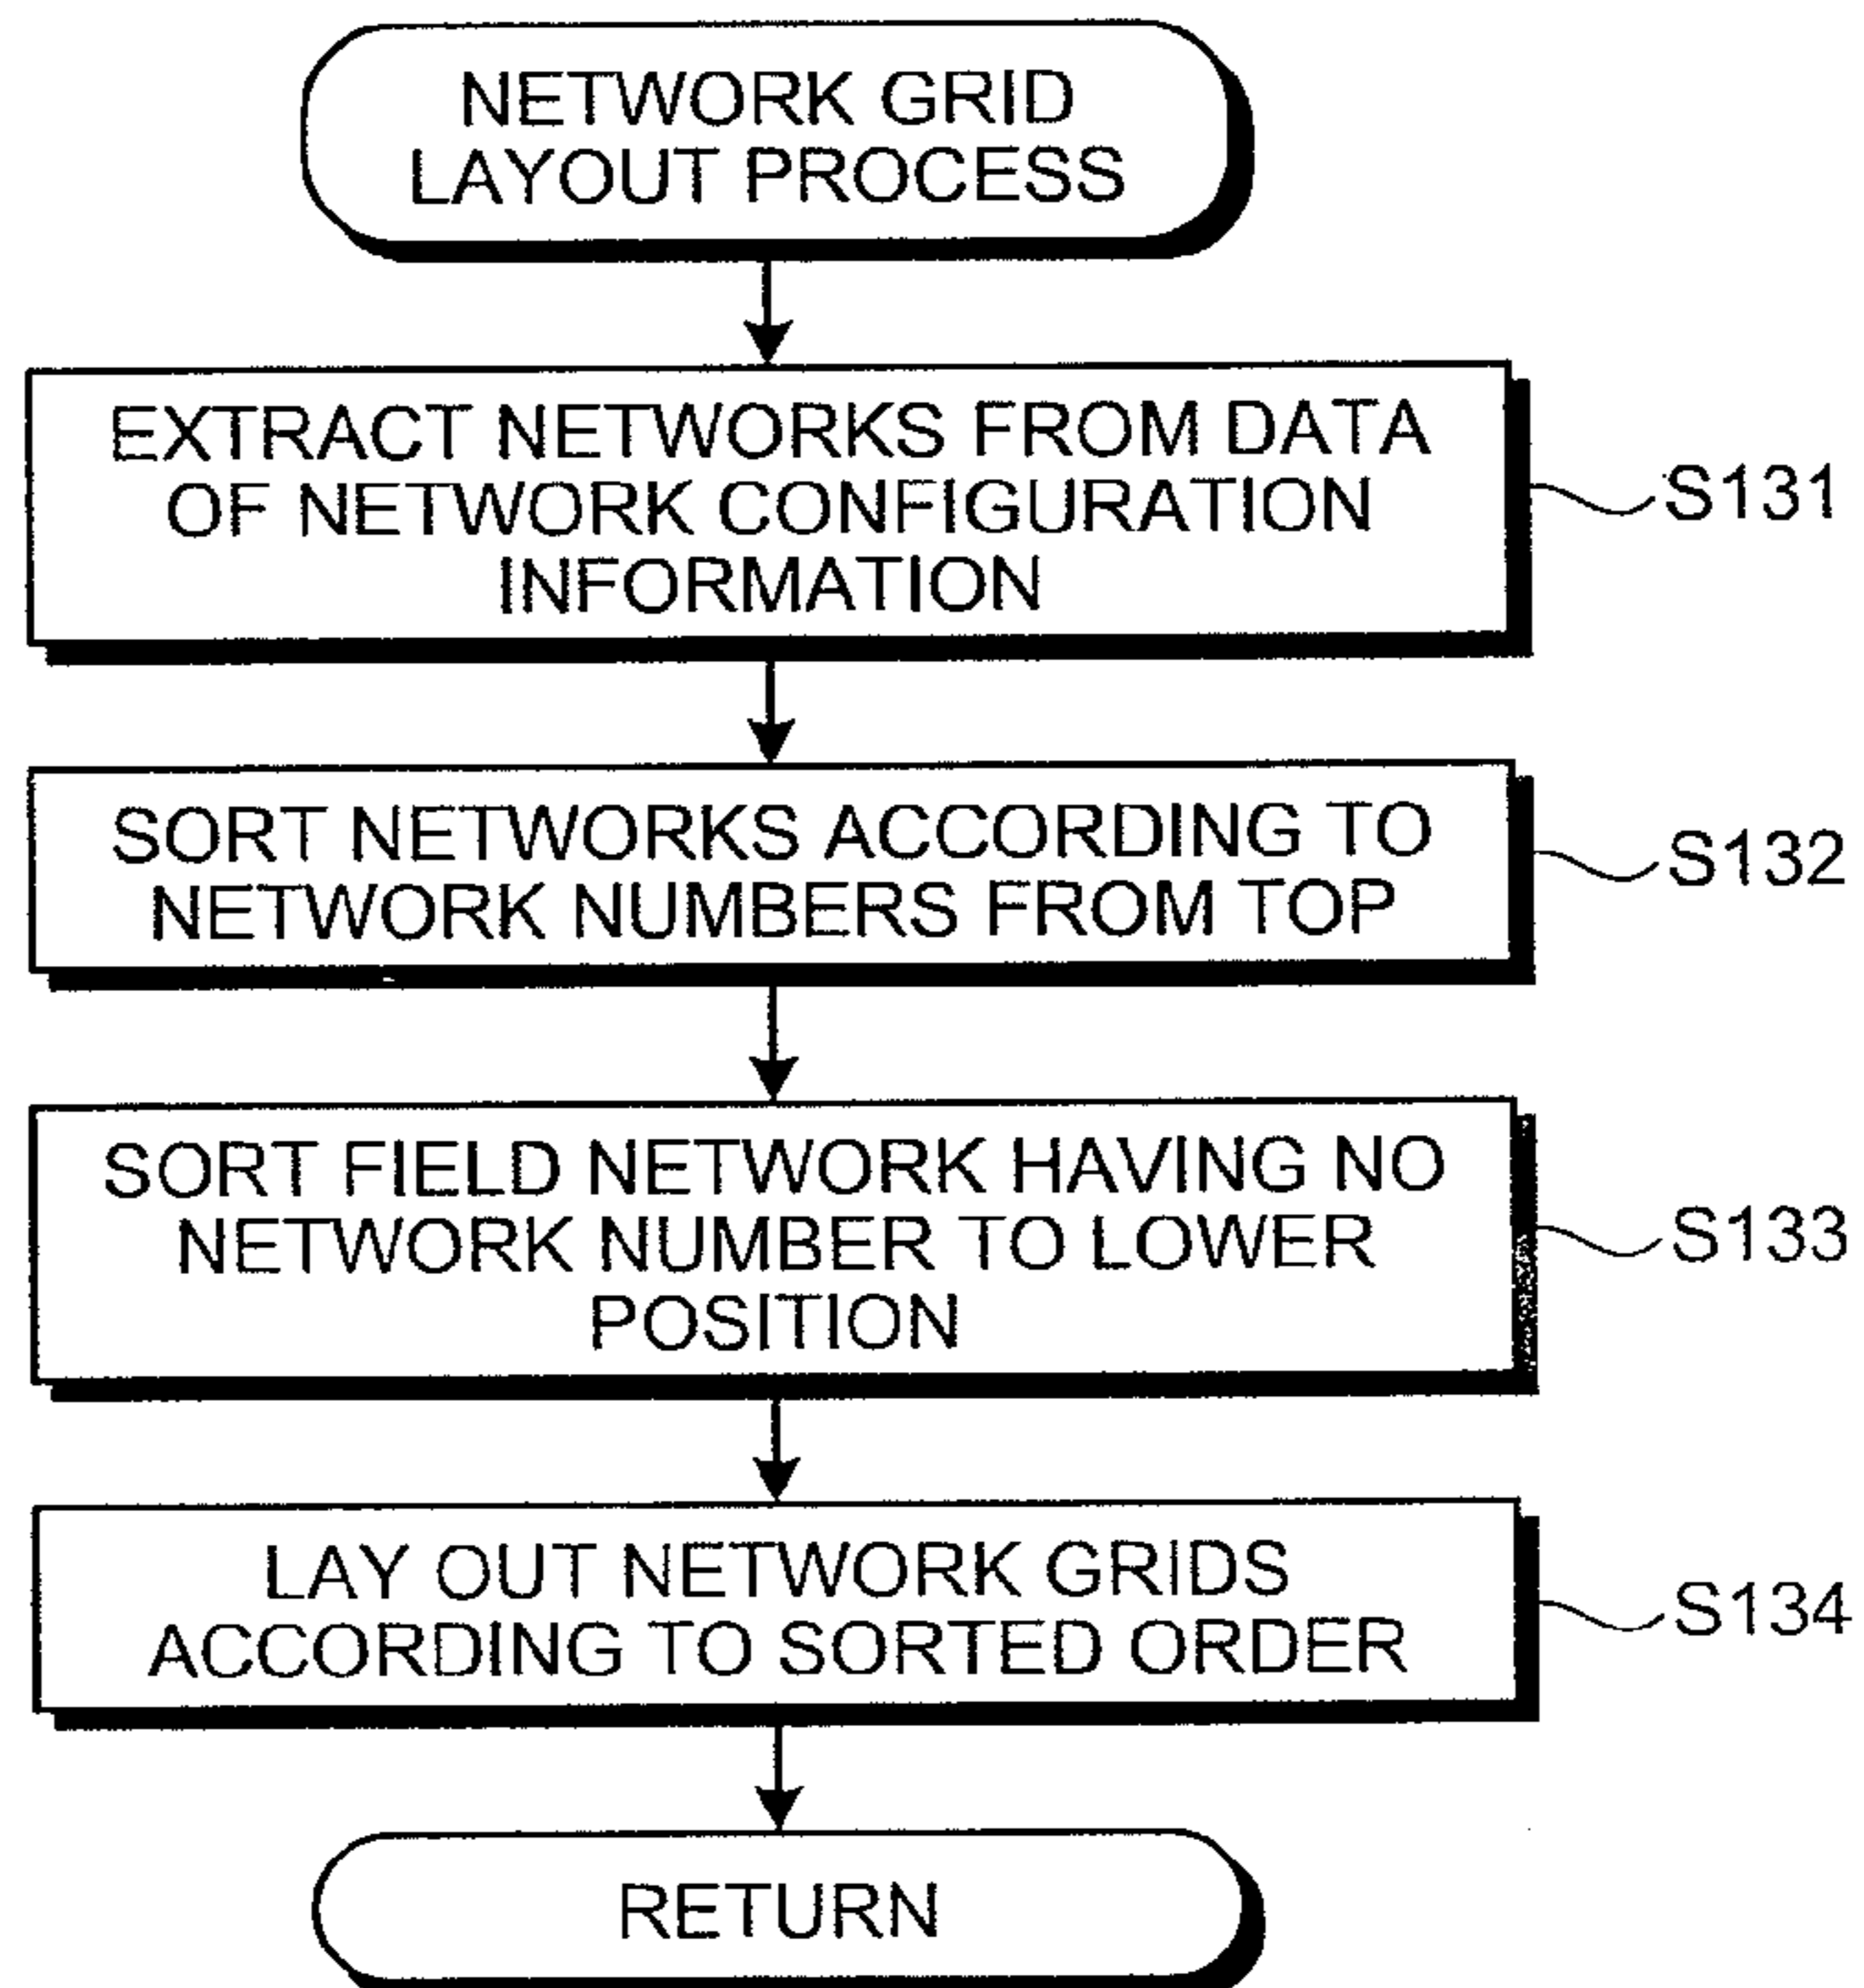 NETWORK GRID
LAYOUT PROCESS
EXTRACT NETWORKS FROM DATA
OF NETWORK CONFIGURATION
INFORMATION
S131
SORT NETWORKS ACCORDING TO
NETWORK NUMBERS FROM TOP
S132
SORT FIELD NETWORK HAVING NO
NETWORK NUMBER TO LOWER
POSITION
S133
LAY OUT NETWORK GRIDS
ACCORDING TO SORTED ORDER
S134
RETURN